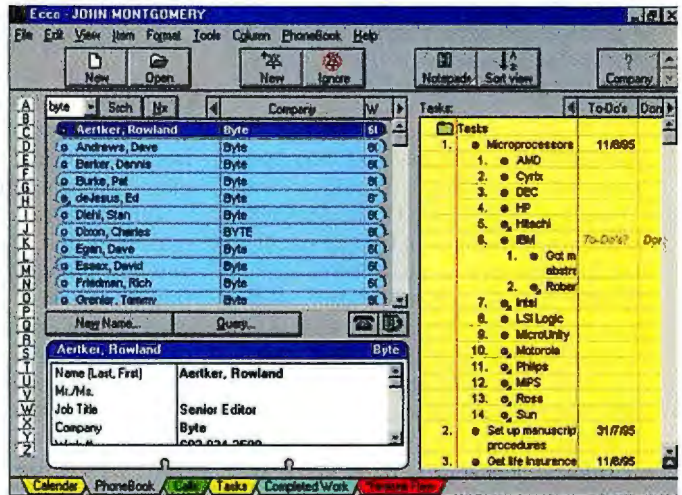 Ecco - JOHN MONTGOMERY
File Edit View Item Format Tools Column PhoneBook Help
New Open New Ignore Notepads Sort view Company
byte Srch Nx Company W
Aertker, Rowland Byte
Andrews, Dave Byte
Barker, Dennis Byte
Burke, Pat Byte
deJesus, Ed Byte
Diehl, Stan Byte
Dixon, Charles BYTE
Egan, Dave Byte
Essex, David Byte
Friedman, Rich Byte
Grenier, Tammy Byte
New Name... Query...
Aertker, Rowland Byte
Name [Last, First] Aertker, Rowland
Mr./Ms.
Job Title Senior Editor
Company Byte
A
B
C
D
E
F
G
H
I
J
K
L
M
N
O
P
Q
R
S
T
U
V
W
X
Y
Z
Tasks: To-Do's Don
Tasks
1. Microprocessors 11/8/95
1. AMD
2. Cyrix
3. DEC
4. HP
5. Hitachi
6. IBM To-Do's? Don
1. Got m
abstra
2. Rober
7. Intel
8. LSI Logic
9. MicroUnity
10. Motorola
11. Philips
12. MIPS
13. Ross
14. Sun
2. Set up manuscrip 31/7/95
procedures
3. Get life insurance 11/8/95
Calendar PhoneBook Calls Tasks Completed Work